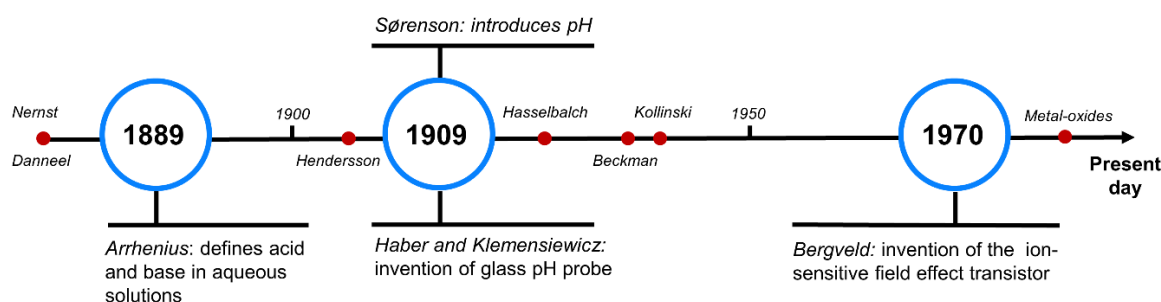 Sørenson: introduces pH
Nernst
1889
1900
1909
Hasselbalch
Kollinski
1950
1970
Metal-oxides
Danneel
Hendersson
Beckman
Present
day
Arrhenius: defines acid
and base in aqueous
solutions
Haber and Klemensiewicz:
invention of glass pH probe
Bergveld: invention of the ion-
sensitive field effect transistor